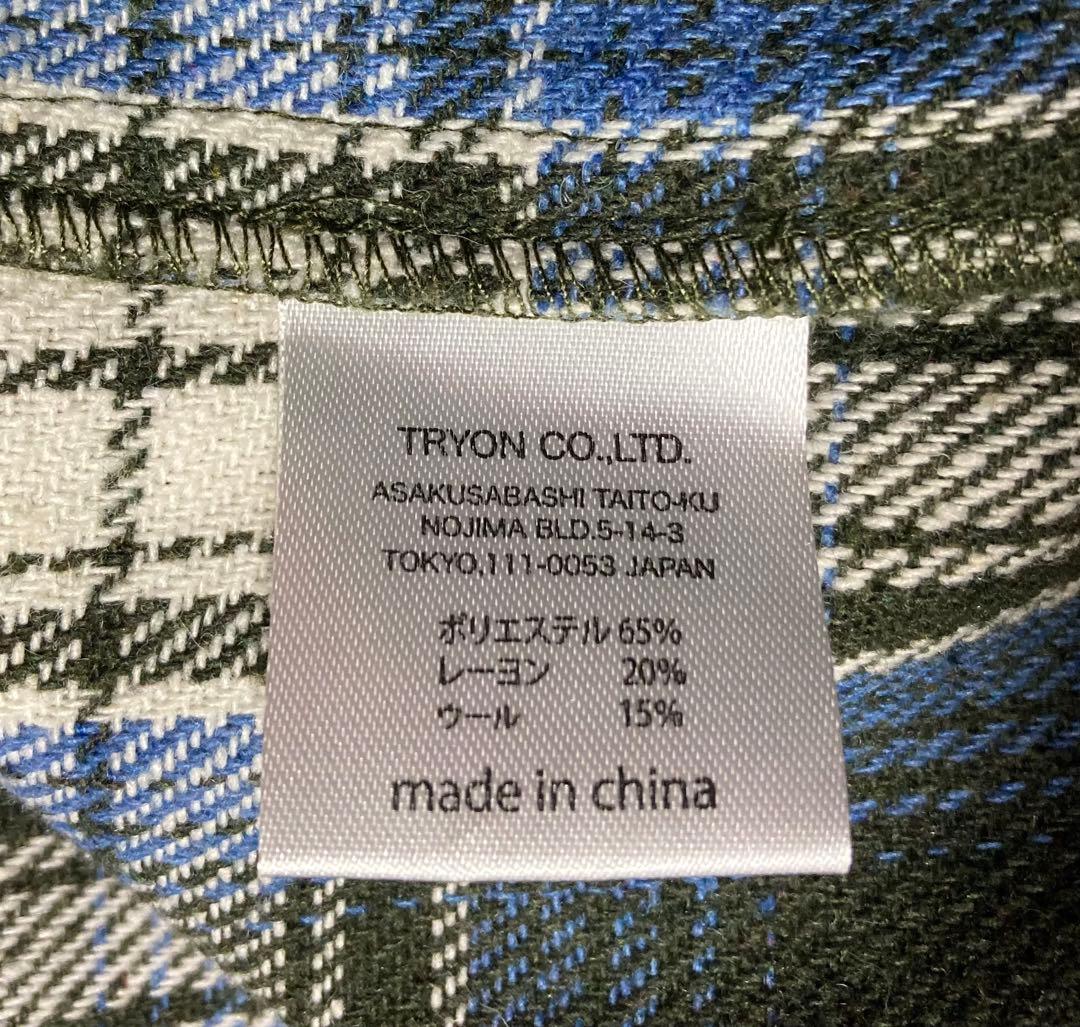 TRYON CO.,LTD.
ASAKUSABASHI TAITO-KU
NOJIMA BLD.5-14-3
TOKYO,111-0053 JAPAN
ポリエステル 65%
レーヨン 20%
ウール 15%
made in china